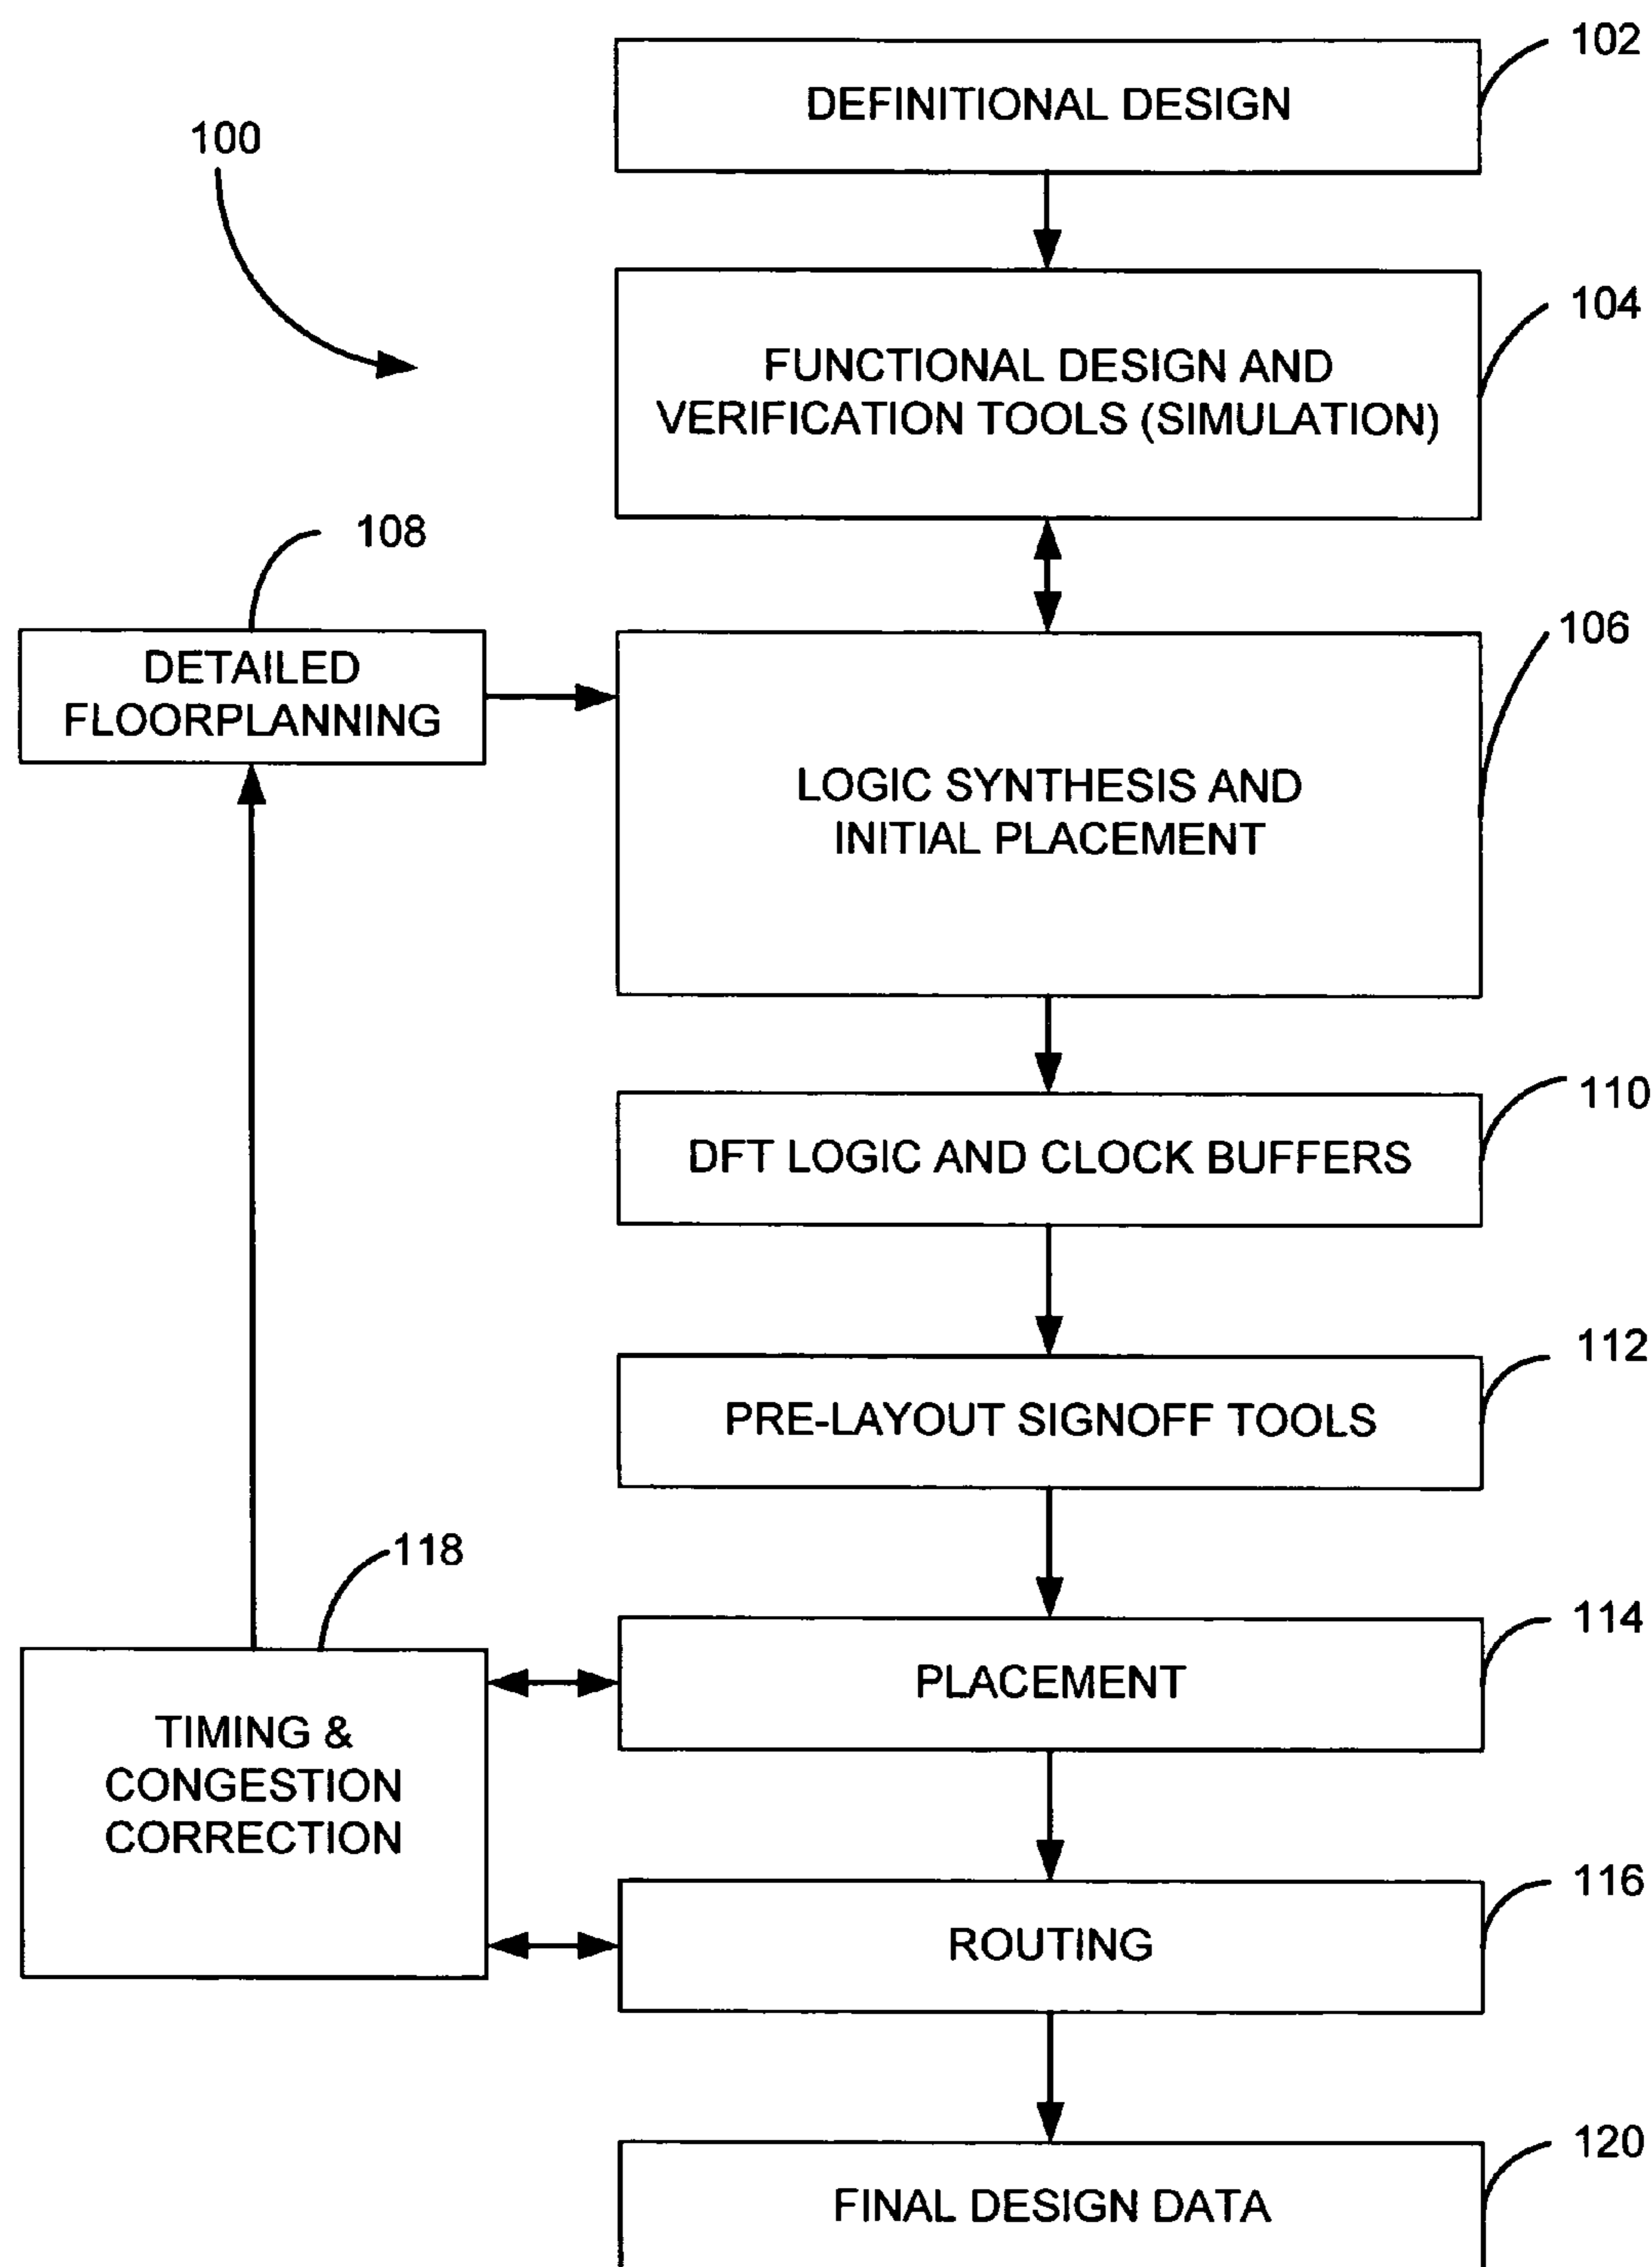 102
DEFINITIONAL DESIGN
100
104
FUNCTIONAL DESIGN AND
VERIFICATION TOOLS (SIMULATION)
108
106
DETAILED
FLOORPLANNING
LOGIC SYNTHESIS AND
INITIAL PLACEMENT
110
DFT LOGIC AND CLOCK BUFFERS
112
PRE-LAYOUT SIGNOFF TOOLS
118
114
PLACEMENT
TIMING &
CONGESTION
CORRECTION
116
ROUTING
120
FINAL DESIGN DATA